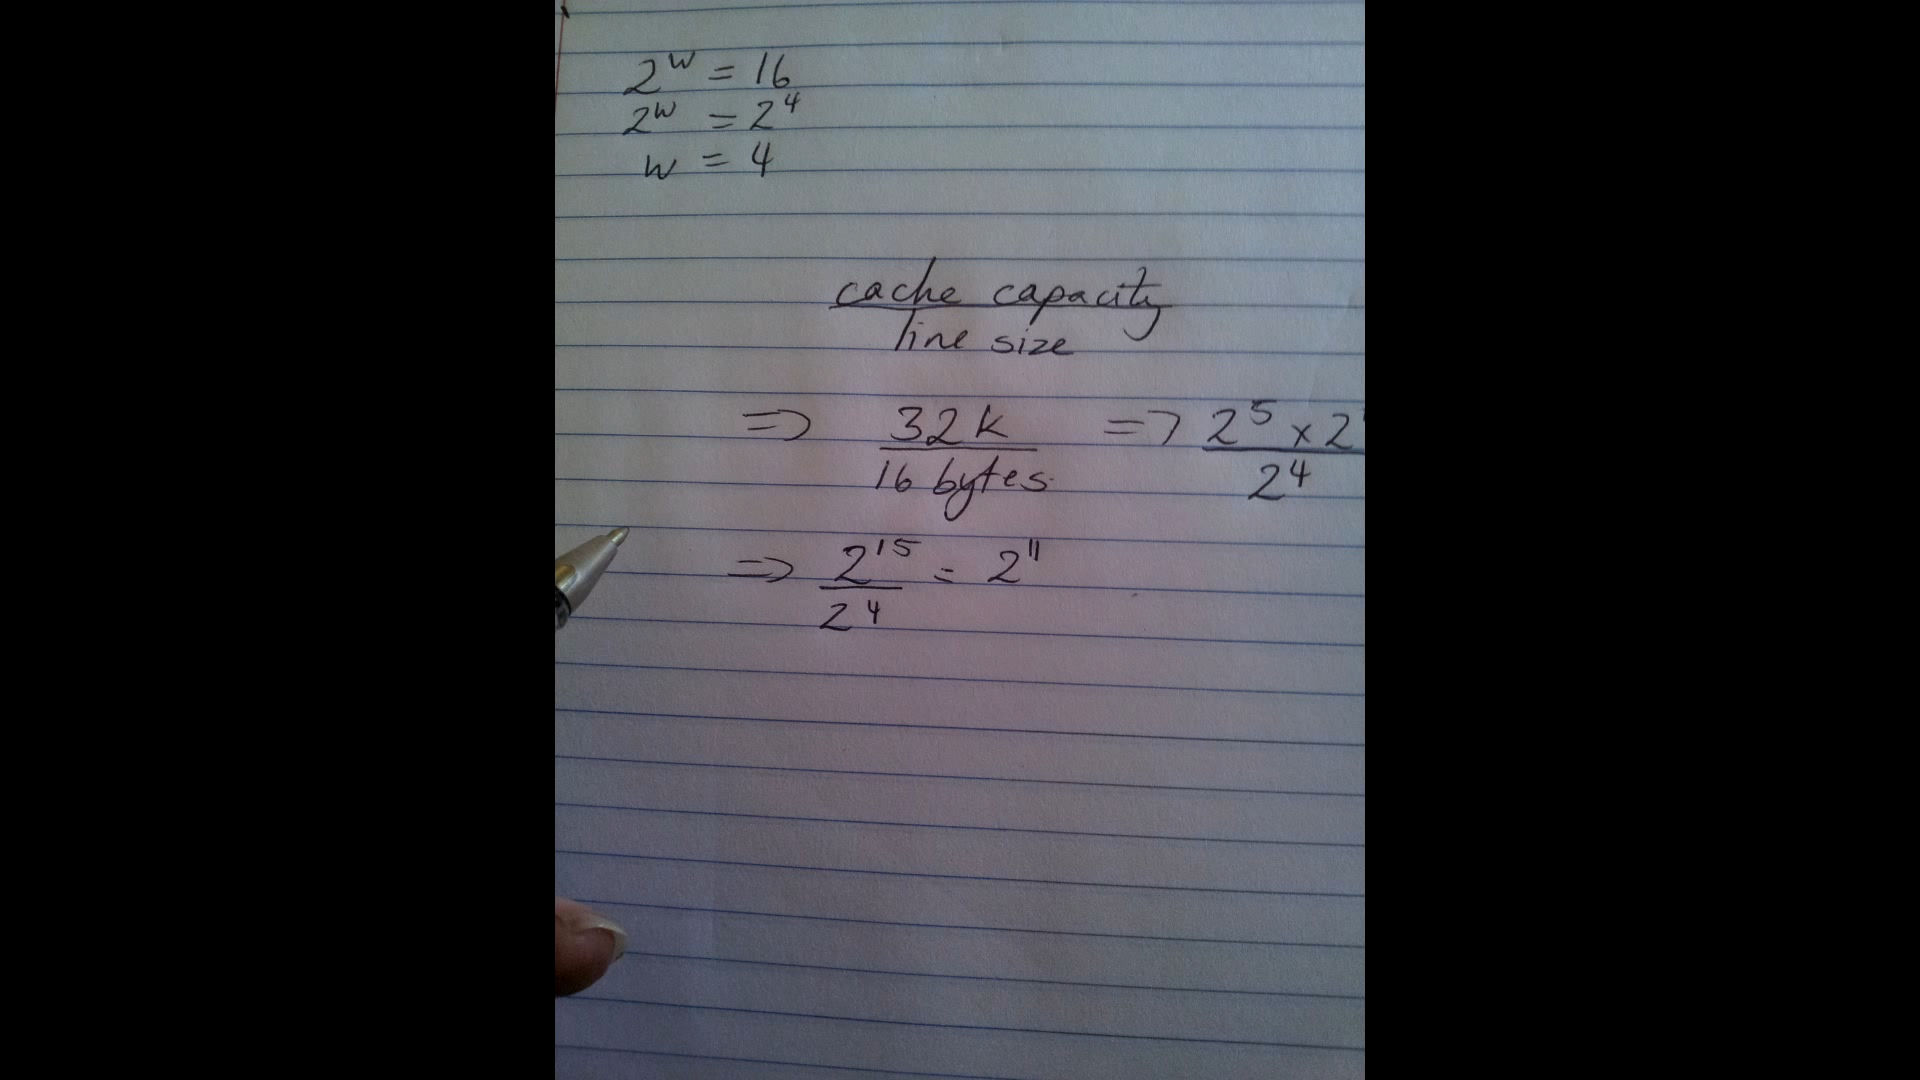 2^w = 16
2^w = 2^4
w = 4
cache capacity
line size
=> 32k => 2^5 x 2
16 bytes 2^4
=> 2^15 = 2^11
2^4